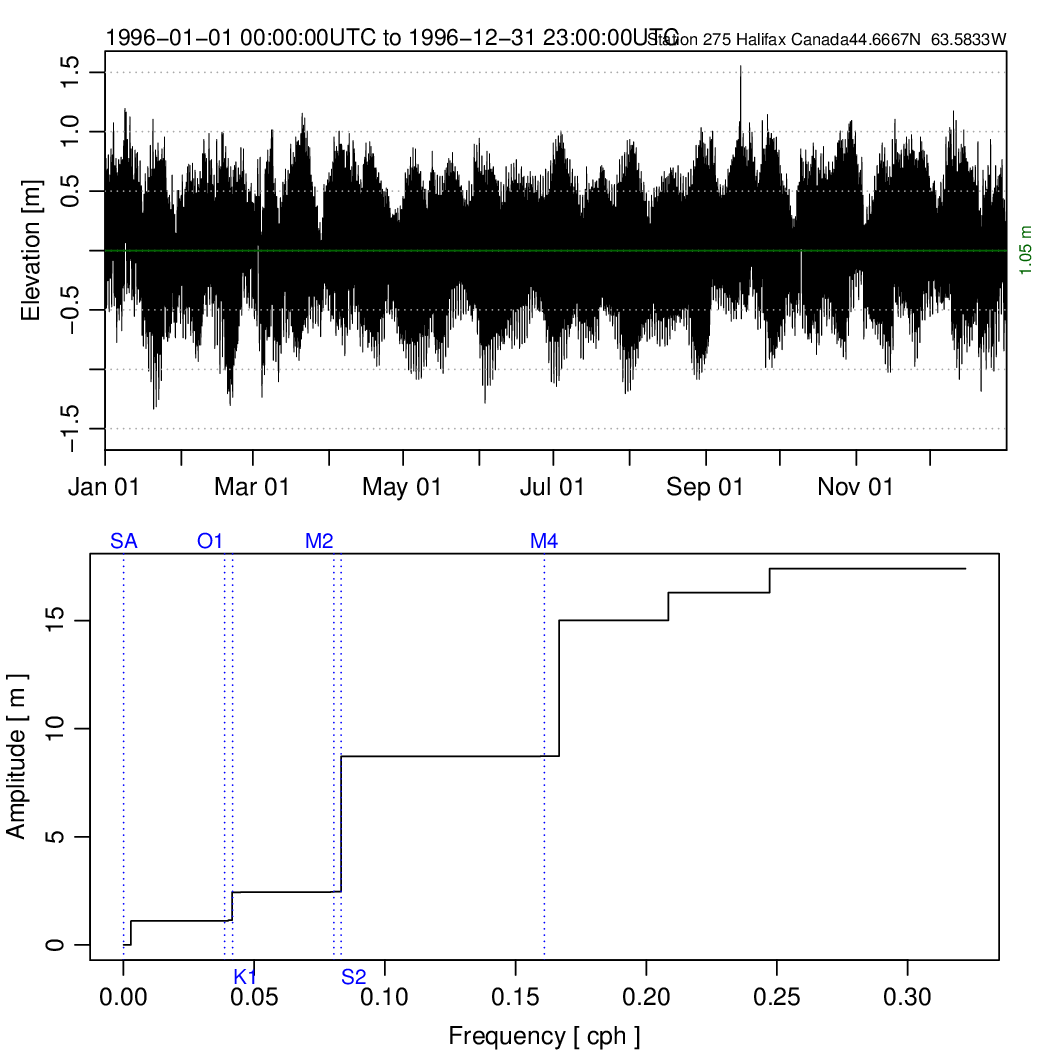 1996−01−01 00:00:00UTC to 1996−12−31 23:00:00UTC
Station 275 Halifax Canada44.6667N 63.5833W
Elevation [m]
1.5
1.0
0.5
−0.5
−1.5
1.05 m
Jan 01 Mar 01 May 01 Jul 01 Sep 01 Nov 01
SA O1 M2 M4
Amplitude [ m ]
15
10
5
0
K1 S2
0.00 0.05 0.10 0.15 0.20 0.25 0.30
Frequency [ cph ]